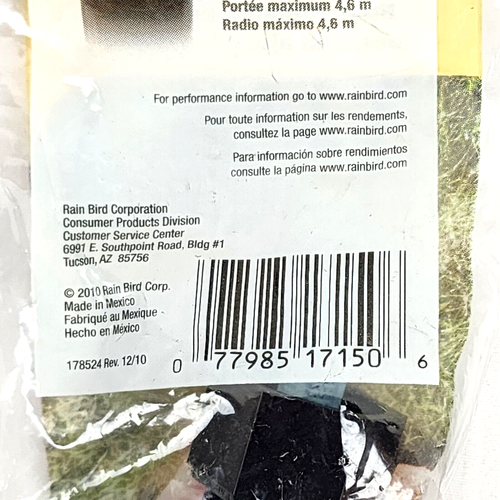 Portée maximum 4,6 m
Radio máximo 4,6 m
For performance information go to www.rainbird.com
Pour toute information sur les rendements,
consultez la page www.rainbird.com
Para información sobre rendimientos
consulte la página www.rainbird.com
Rain Bird Corporation
Consumer Products Division
Customer Service Center
6991 E. Southpoint Road, Bldg #1
Tucson, AZ 85756
© 2010 Rain Bird Corp.
Made in Mexico
Fabriqué au Mexique
Hecho en México
178524 Rev. 12/10
0 77985 17150 6